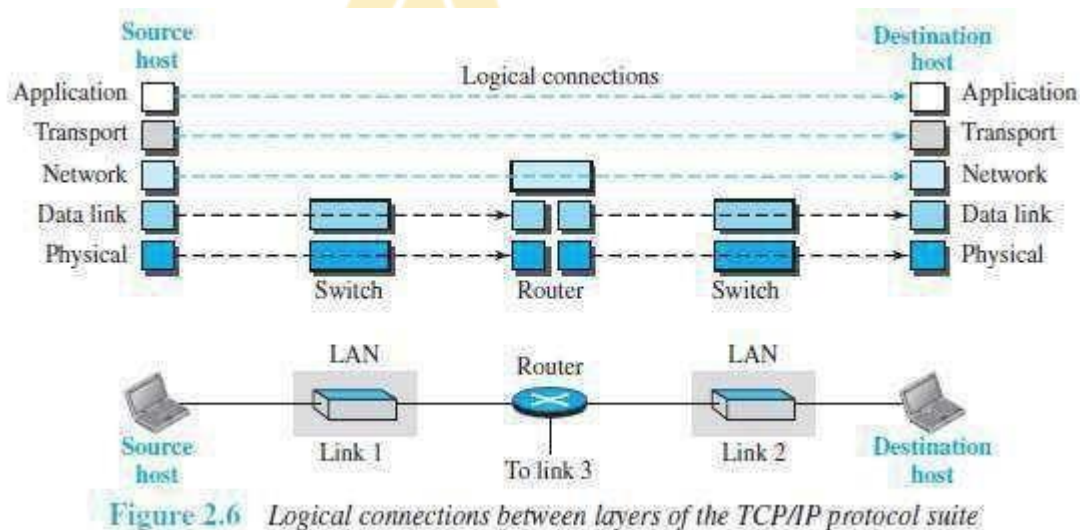 Source host
Destination host
Logical connections
Application
Application
Transport
Transport
Network
Network
Data link
Data link
Physical
Physical
Switch
Router
Switch
LAN
Router
LAN
Source host
Link 1
To link 3
Link 2
Destination host
Figure 2.6 Logical connections between layers of the TCP/IP protocol suite